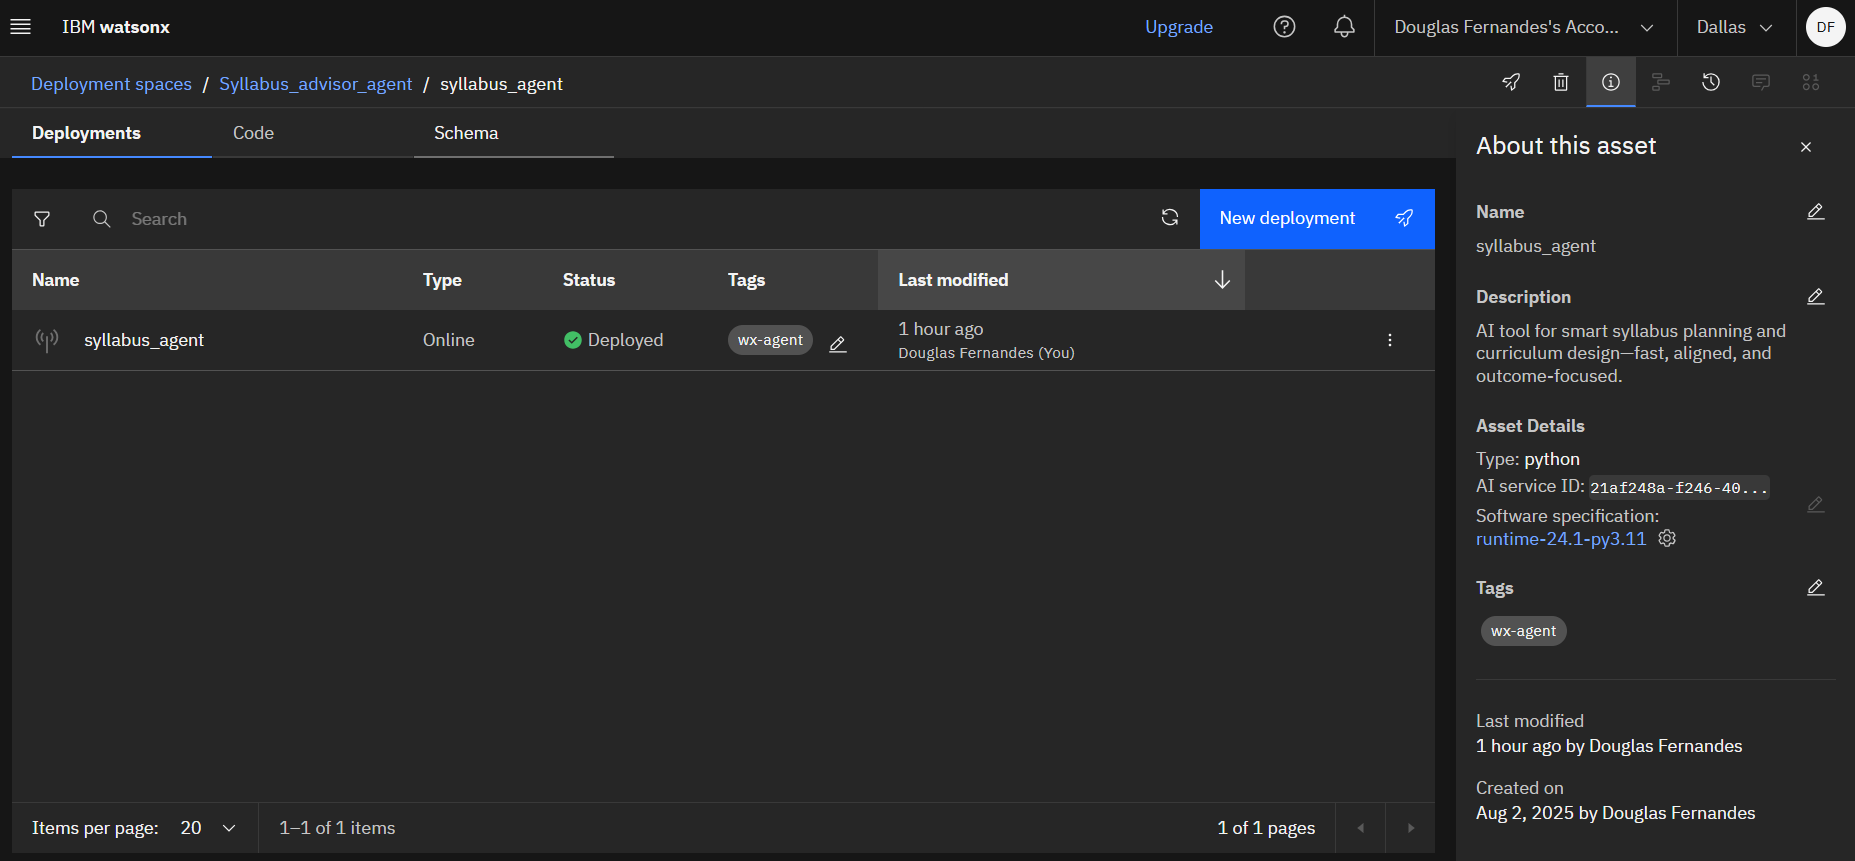 IBM watsonx
Upgrade
Douglas Fernandes's Acco...
Dallas
DF
Deployment spaces / Syllabus_advisor_agent / syllabus_agent
Deployments
Code
Schema
Search
New deployment
Name
Type
Status
Tags
Last modified
syllabus_agent
Online
Deployed
wx-agent
1 hour ago
Douglas Fernandes (You)
Items per page: 20
1–1 of 1 items
1 of 1 pages
About this asset
Name
syllabus_agent
Description
AI tool for smart syllabus planning and
curriculum design—fast, aligned, and
outcome-focused.
Asset Details
Type: python
AI service ID: 21af248a-f246-40...
Software specification:
runtime-24.1-py3.11
Tags
wx-agent
Last modified
1 hour ago by Douglas Fernandes
Created on
Aug 2, 2025 by Douglas Fernandes